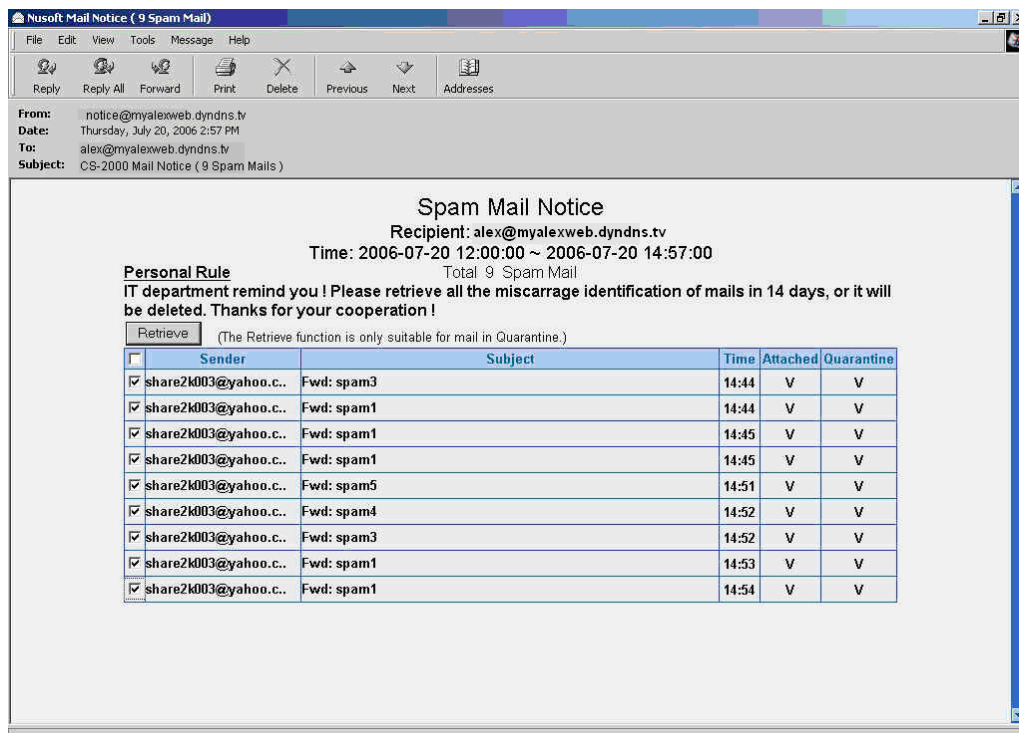 Nusoft Mail Notice ( 9 Spam Mail)
File Edit View Tools Message Help
Reply Reply All Forward Print Delete Previous Next Addresses
From: notice@myalexweb.dyndns.tv
Date: Thursday, July 20, 2006 2:57 PM
To: alex@myalexweb.dyndns.tv
Subject: CS-2000 Mail Notice ( 9 Spam Mails )
Spam Mail Notice
Recipient: alex@myalexweb.dyndns.tv
Time: 2006-07-20 12:00:00 ~ 2006-07-20 14:57:00
Personal Rule Total 9 Spam Mail
IT department remind you ! Please retrieve all the miscarrage identification of mails in 14 days, or it will
be deleted. Thanks for your cooperation !
Retrieve (The Retrieve function is only suitable for mail in Quarantine.)
Sender Subject Time Attached Quarantine
share2k003@yahoo.c.. Fwd: spam3 14:44 V V
share2k003@yahoo.c.. Fwd: spam1 14:44 V V
share2k003@yahoo.c.. Fwd: spam1 14:45 V V
share2k003@yahoo.c.. Fwd: spam1 14:45 V V
share2k003@yahoo.c.. Fwd: spam5 14:51 V V
share2k003@yahoo.c.. Fwd: spam4 14:52 V V
share2k003@yahoo.c.. Fwd: spam3 14:52 V V
share2k003@yahoo.c.. Fwd: spam1 14:53 V V
share2k003@yahoo.c.. Fwd: spam1 14:54 V V